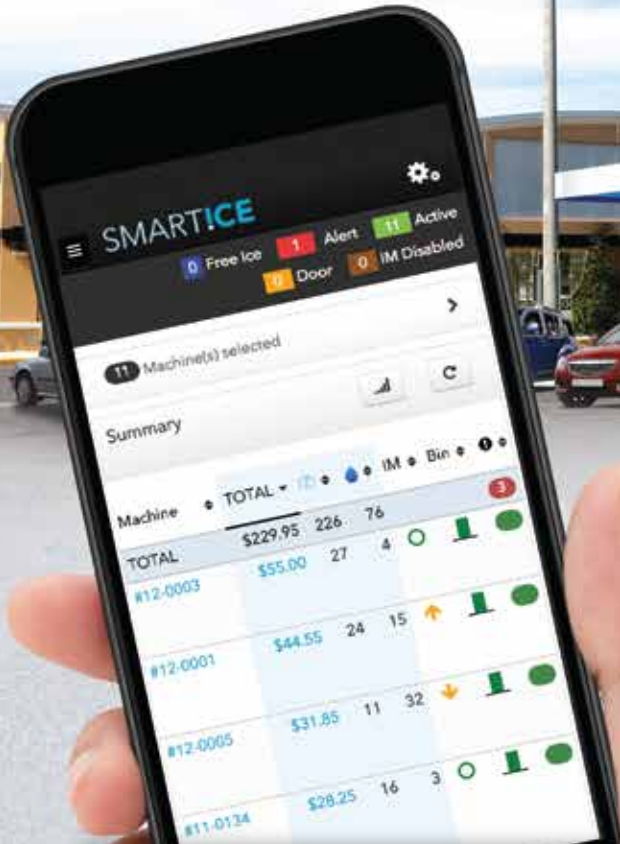 SMART!CE
0 Free Ice 1 Alert 11 Active
0 Door 0 IM Disabled
11 Machine(s) selected
Summary
Machine TOTAL IM Bin
TOTAL $229.95 226 76 3
#12-0003 $55.00 27 4
#12-0001 $44.55 24 15
#12-0005 $31.85 11 32
#11-0134 $28.25 16 3